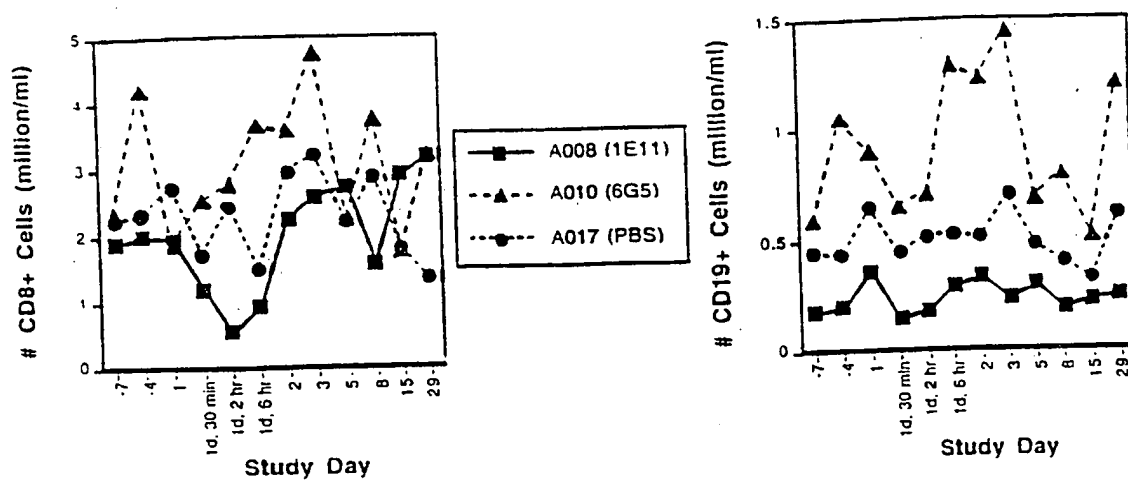 # CD8+ Cells (million/ml)
5
4
3
2
1
0
-7
-4
1
1d, 30 min
1d, 2 hr
1d, 6 hr
2
3
5
8
15
29
Study Day
A008 (1E11)
A010 (6G5)
A017 (PBS)
# CD19+ Cells (million/ml)
1.5
1
0.5
0
-7
-4
1
1d, 30 min
1d, 2 hr
1d, 6 hr
2
3
5
8
15
29
Study Day